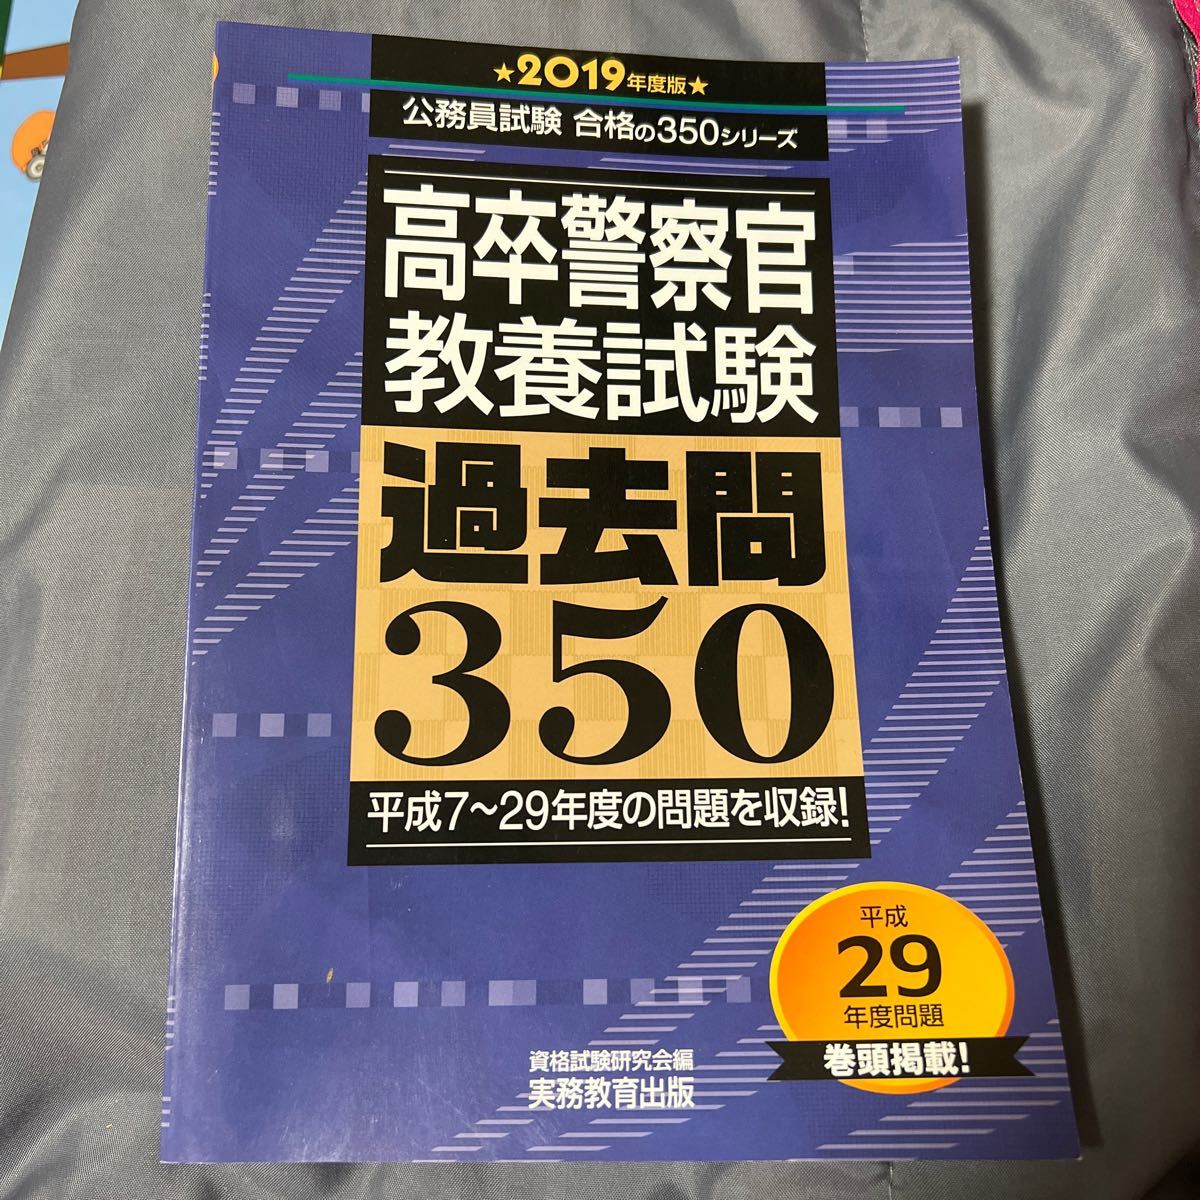 ★2019年度版★
公務員試験 合格の350シリーズ
高卒警察官
教養試験
過去問
350
平成7～29年度の問題を収録!
平成
29
年度問題
巻頭掲載!
資格試験研究会編
実務教育出版